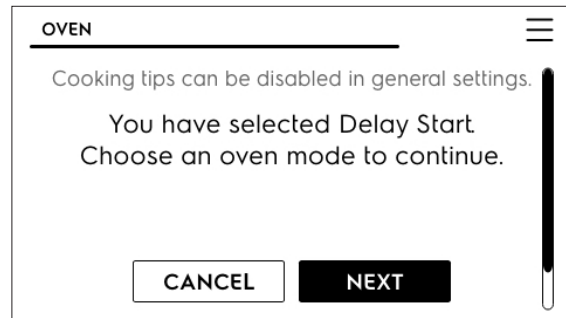 OVEN
Cooking tips can be disabled in general settings.
You have selected Delay Start.
Choose an oven mode to continue.
CANCEL NEXT